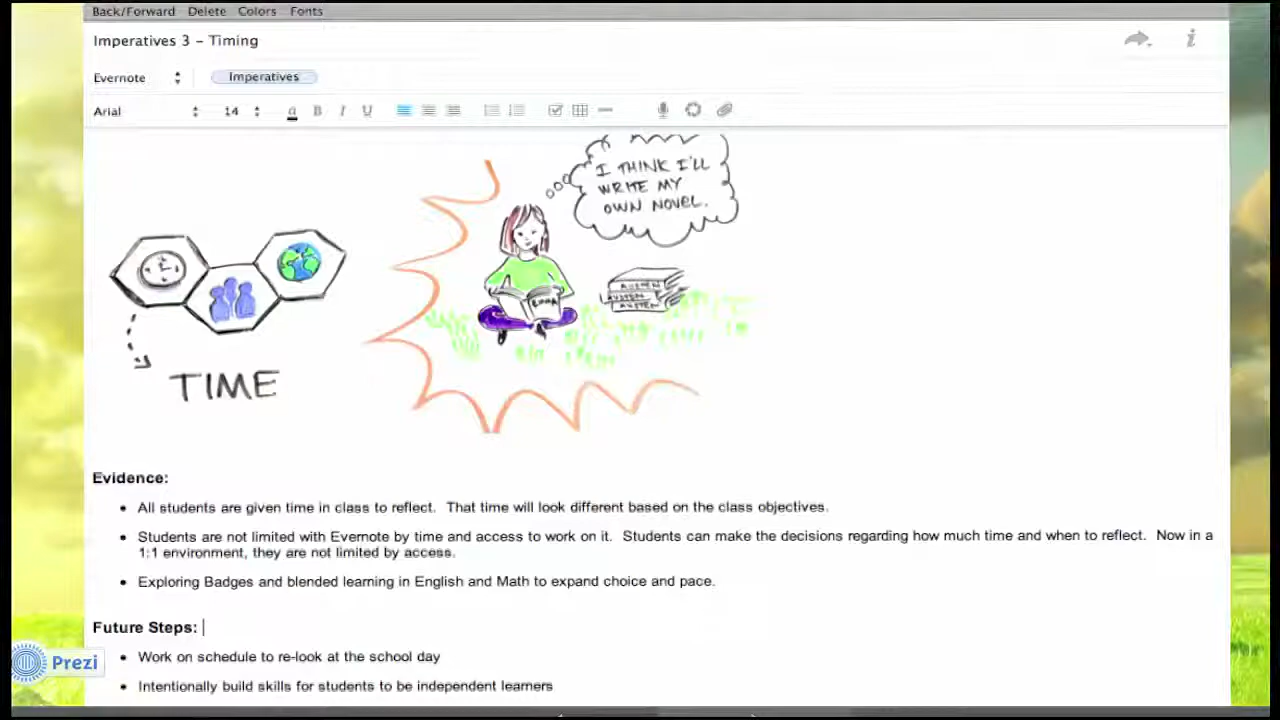 Back/Forward Delete Colors Fonts
Imperatives 3 - Timing
Evernote Imperatives
Arial 14 a B I U
I THINK I'LL
WRITE MY
OWN NOVEL.
EMMA
AUSTEN
AUSTEN
AUSTEN
TIME
Evidence:
• All students are given time in class to reflect. That time will look different based on the class objectives.
• Students are not limited with Evernote by time and access to work on it. Students can make the decisions regarding how much time and when to reflect. Now in a
1:1 environment, they are not limited by access.
• Exploring Badges and blended learning in English and Math to expand choice and pace.
Future Steps:
• Work on schedule to re-look at the school day
• Intentionally build skills for students to be independent learners
Prezi